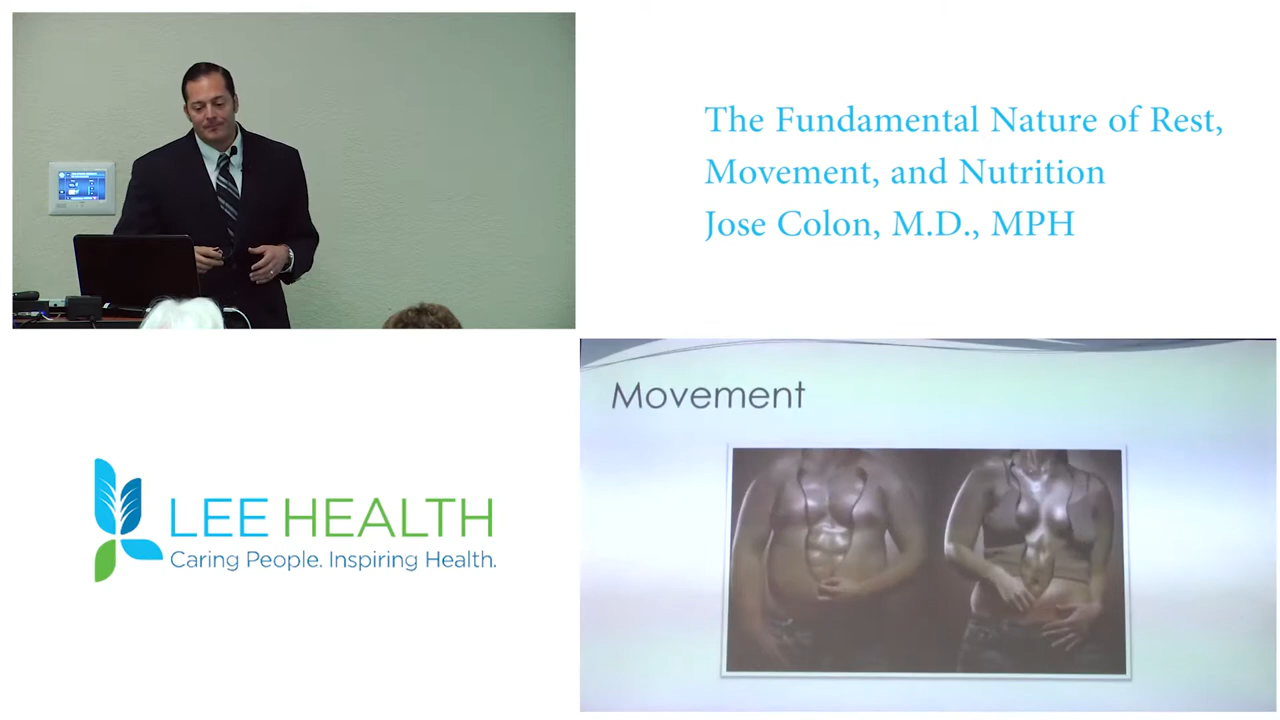 The Fundamental Nature of Rest,
Movement, and Nutrition
Jose Colon, M.D., MPH
LEE HEALTH
Caring People. Inspiring Health.
Movement